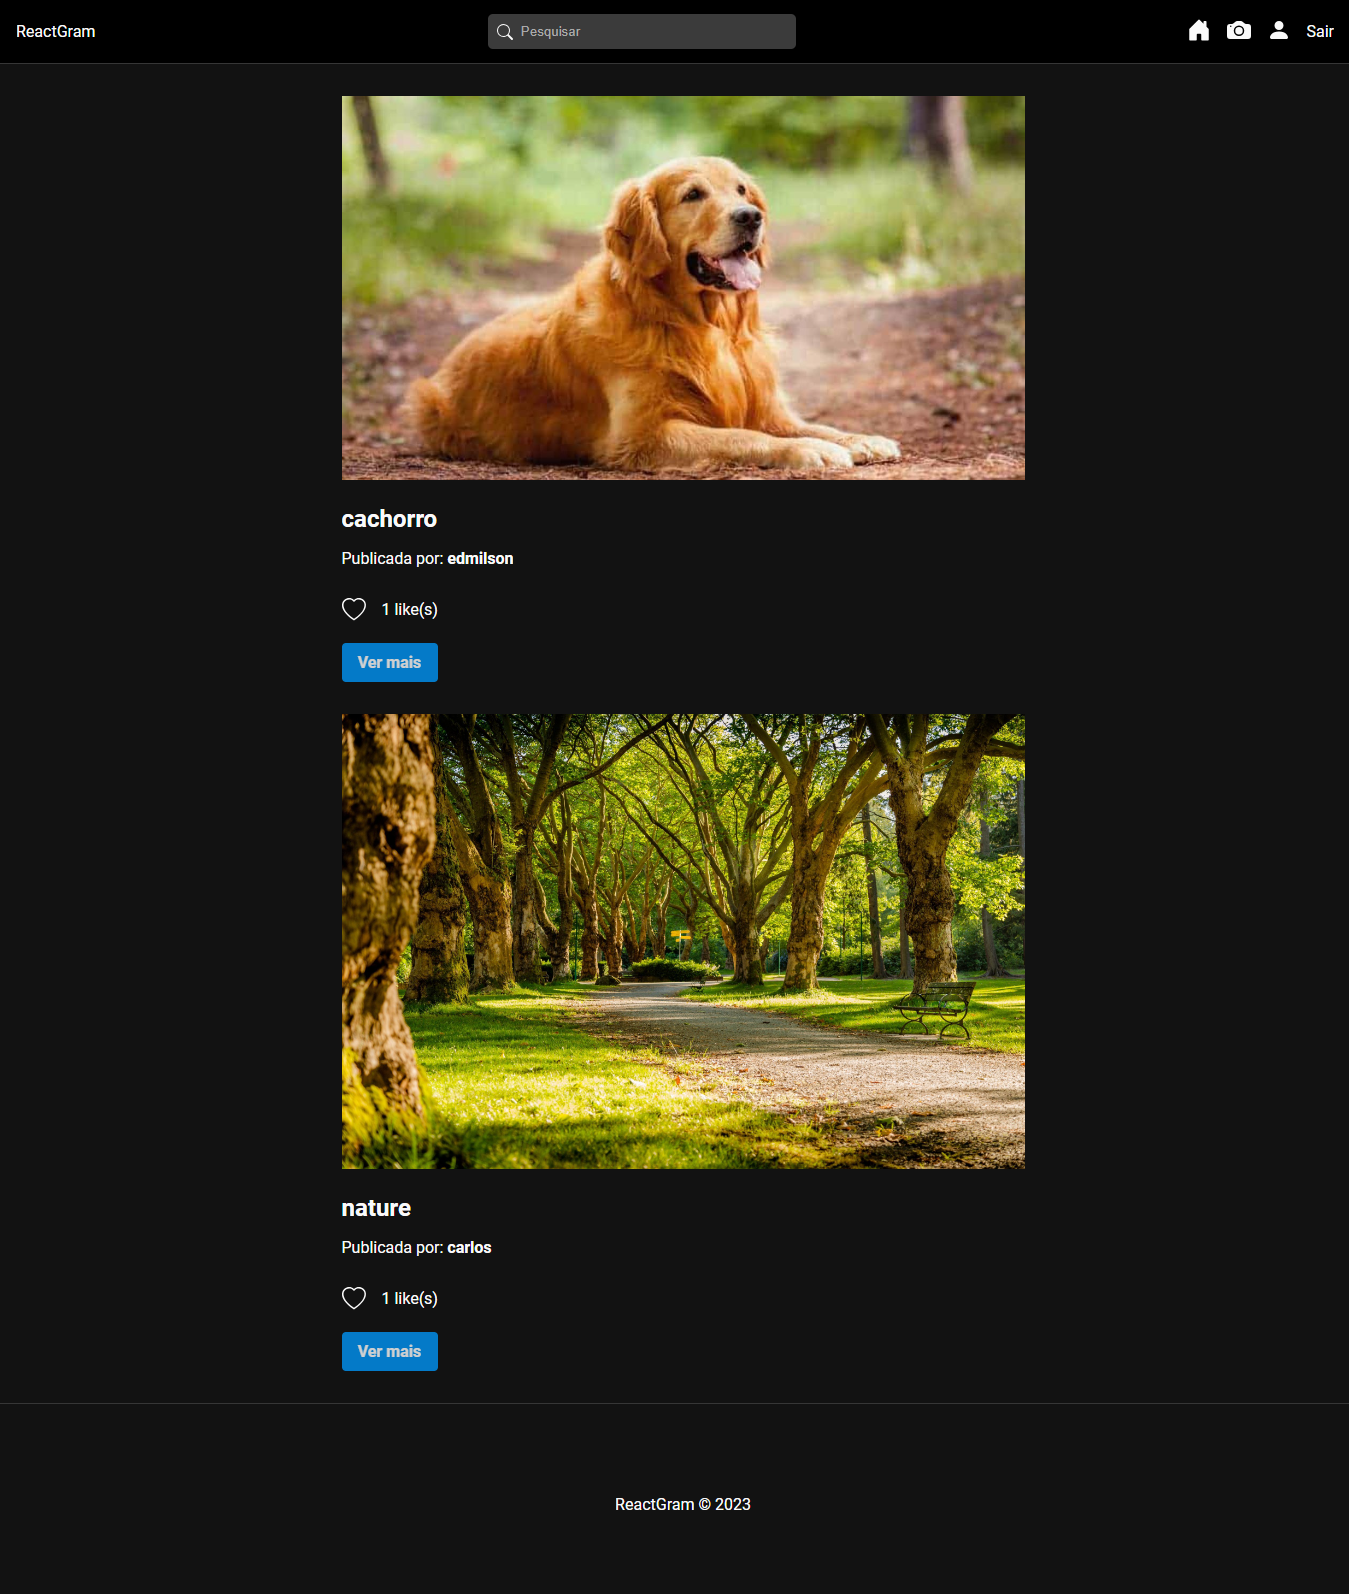 ReactGram
Pesquisar
Sair
cachorro
Publicada por: edmilson
1 like(s)
Ver mais
nature
Publicada por: carlos
1 like(s)
Ver mais
ReactGram © 2023